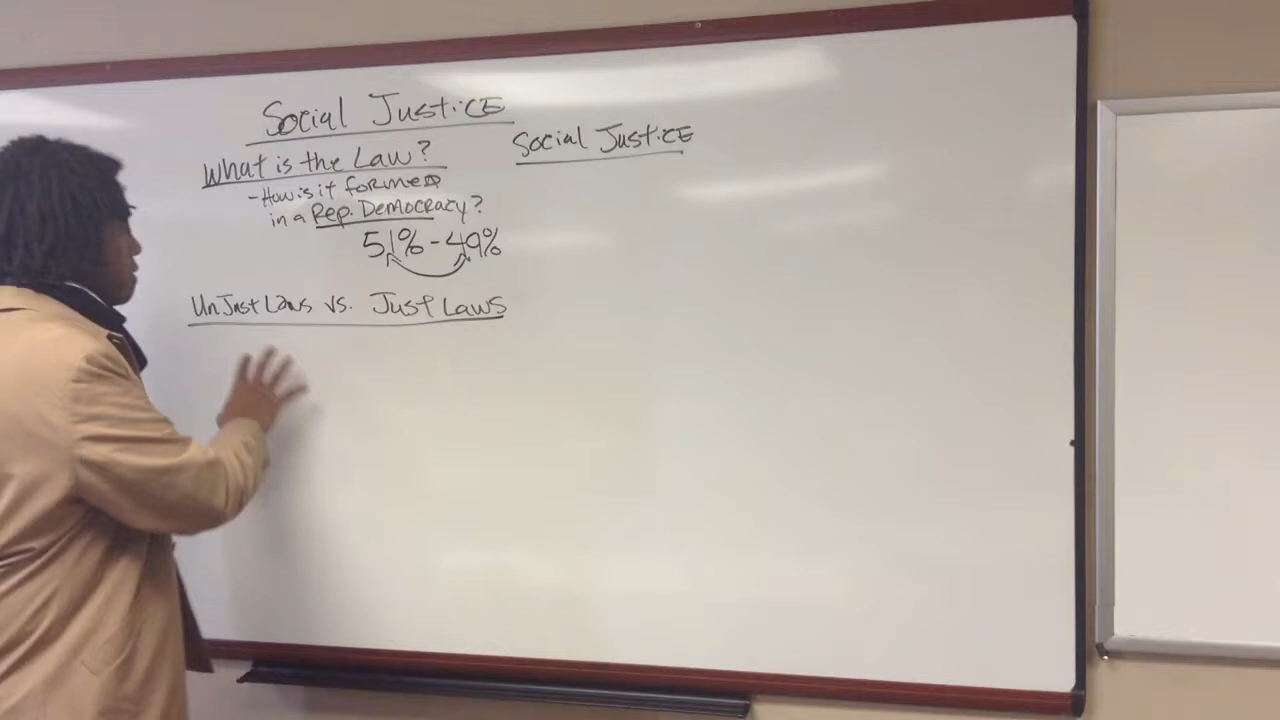 Social Justice
What is the Law?
- How is it formed
in a Rep. Democracy?
51% - 49%
UnJust Laws vs. Just Laws
Social Justice